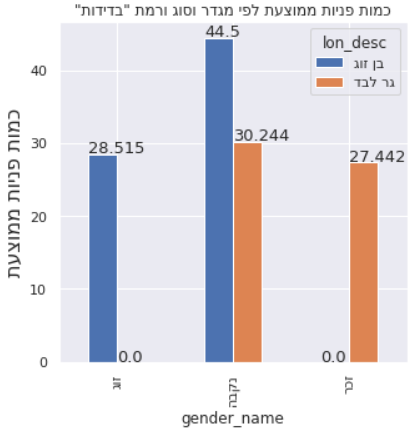 כמות פניות ממוצעת לפי מגדר וסוג ורמת "בדידות"
lon_desc
בן זוג
גר לבד
כמות פניות ממוצעת
40
30
20
10
0
28.515
0.0
44.5
30.244
0.0
27.442
זוג
נקבה
זכר
gender_name